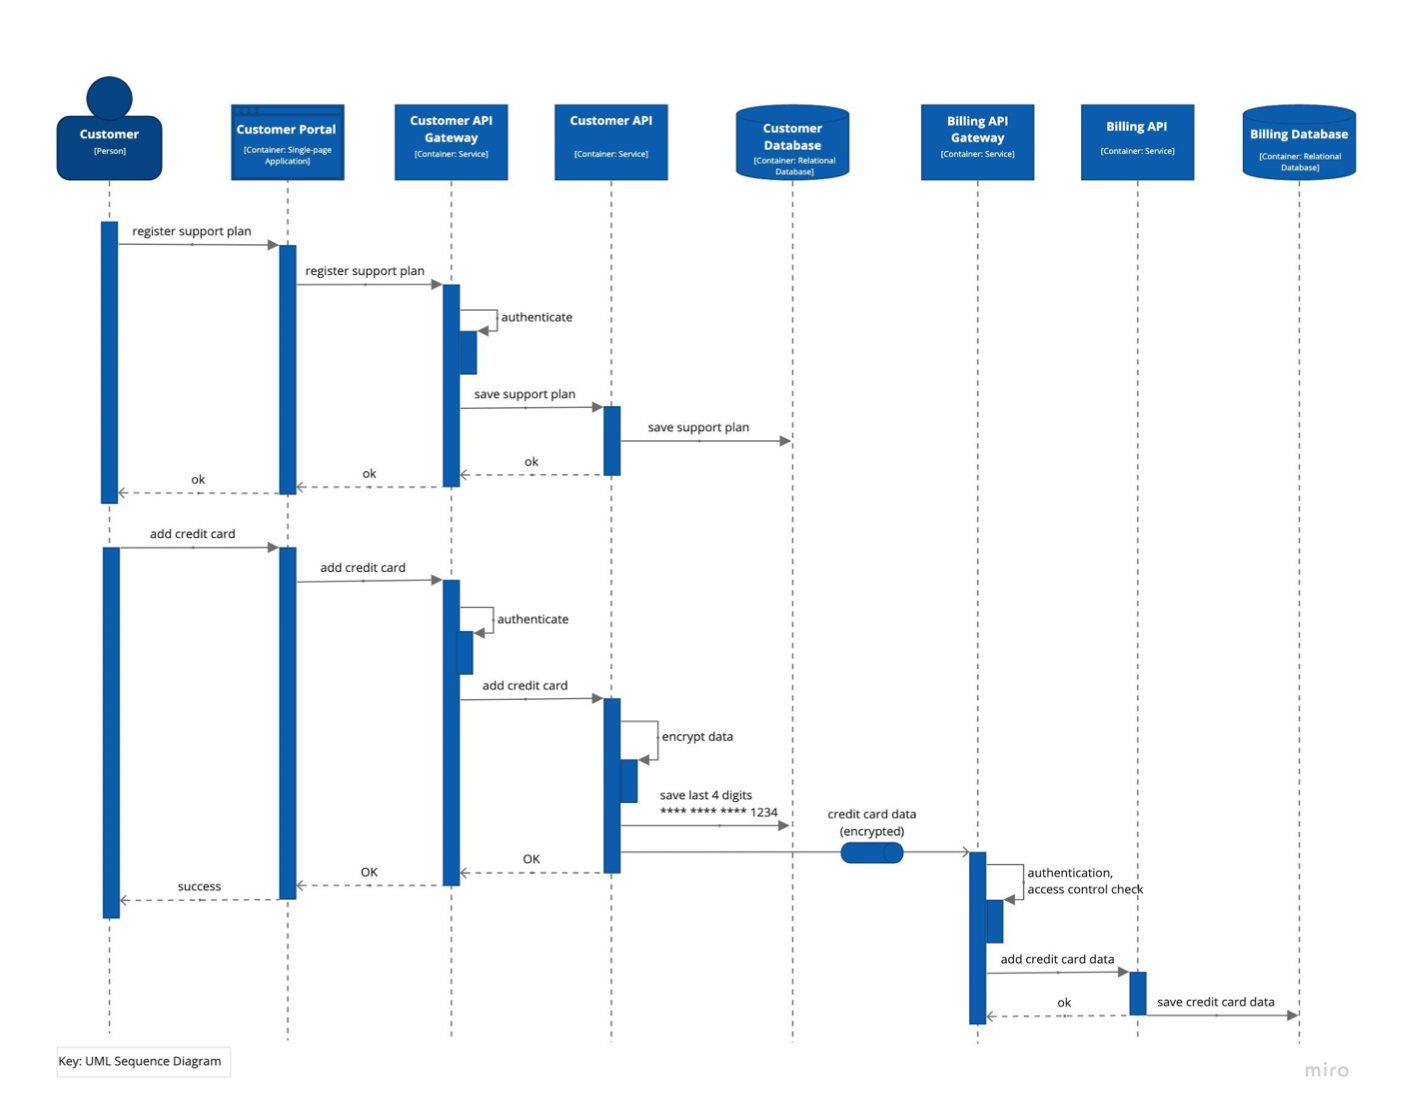 Customer
[Person]
Customer Portal
[Container: Single-page
Application]
Customer API
Gateway
[Container: Service]
Customer API
[Container: Service]
Customer
Database
[Container: Relational
Database]
Billing API
Gateway
[Container: Service]
Billing API
[Container: Service]
Billing Database
[Container: Relational
Database]
register support plan
register support plan
authenticate
save support plan
save support plan
ok
ok
ok
add credit card
add credit card
authenticate
add credit card
encrypt data
save last 4 digits
**** **** **** 1234
credit card data
(encrypted)
OK
OK
success
authentication,
access control check
add credit card data
ok
save credit card data
Key: UML Sequence Diagram
miro